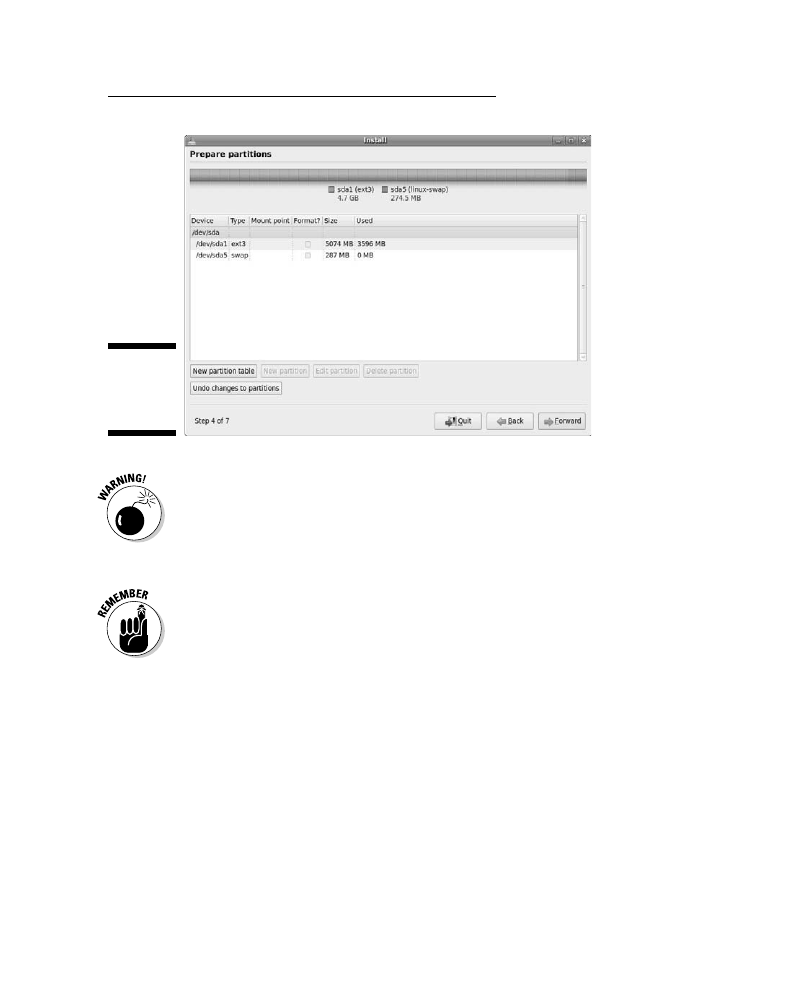 Install
Prepare partitions
sda1 (ext3) sda5 (linux-swap)
4.7 GB 274.5 MB
Device Type Mount point Format? Size Used
/dev/sda
/dev/sda1 ext3 5074 MB 3596 MB
/dev/sda5 swap 287 MB 0 MB
New partition table New partition Edit partition Delete partition
Undo changes to partitions
Step 4 of 7 Quit Back Forward
WARNING!
REMEMBER